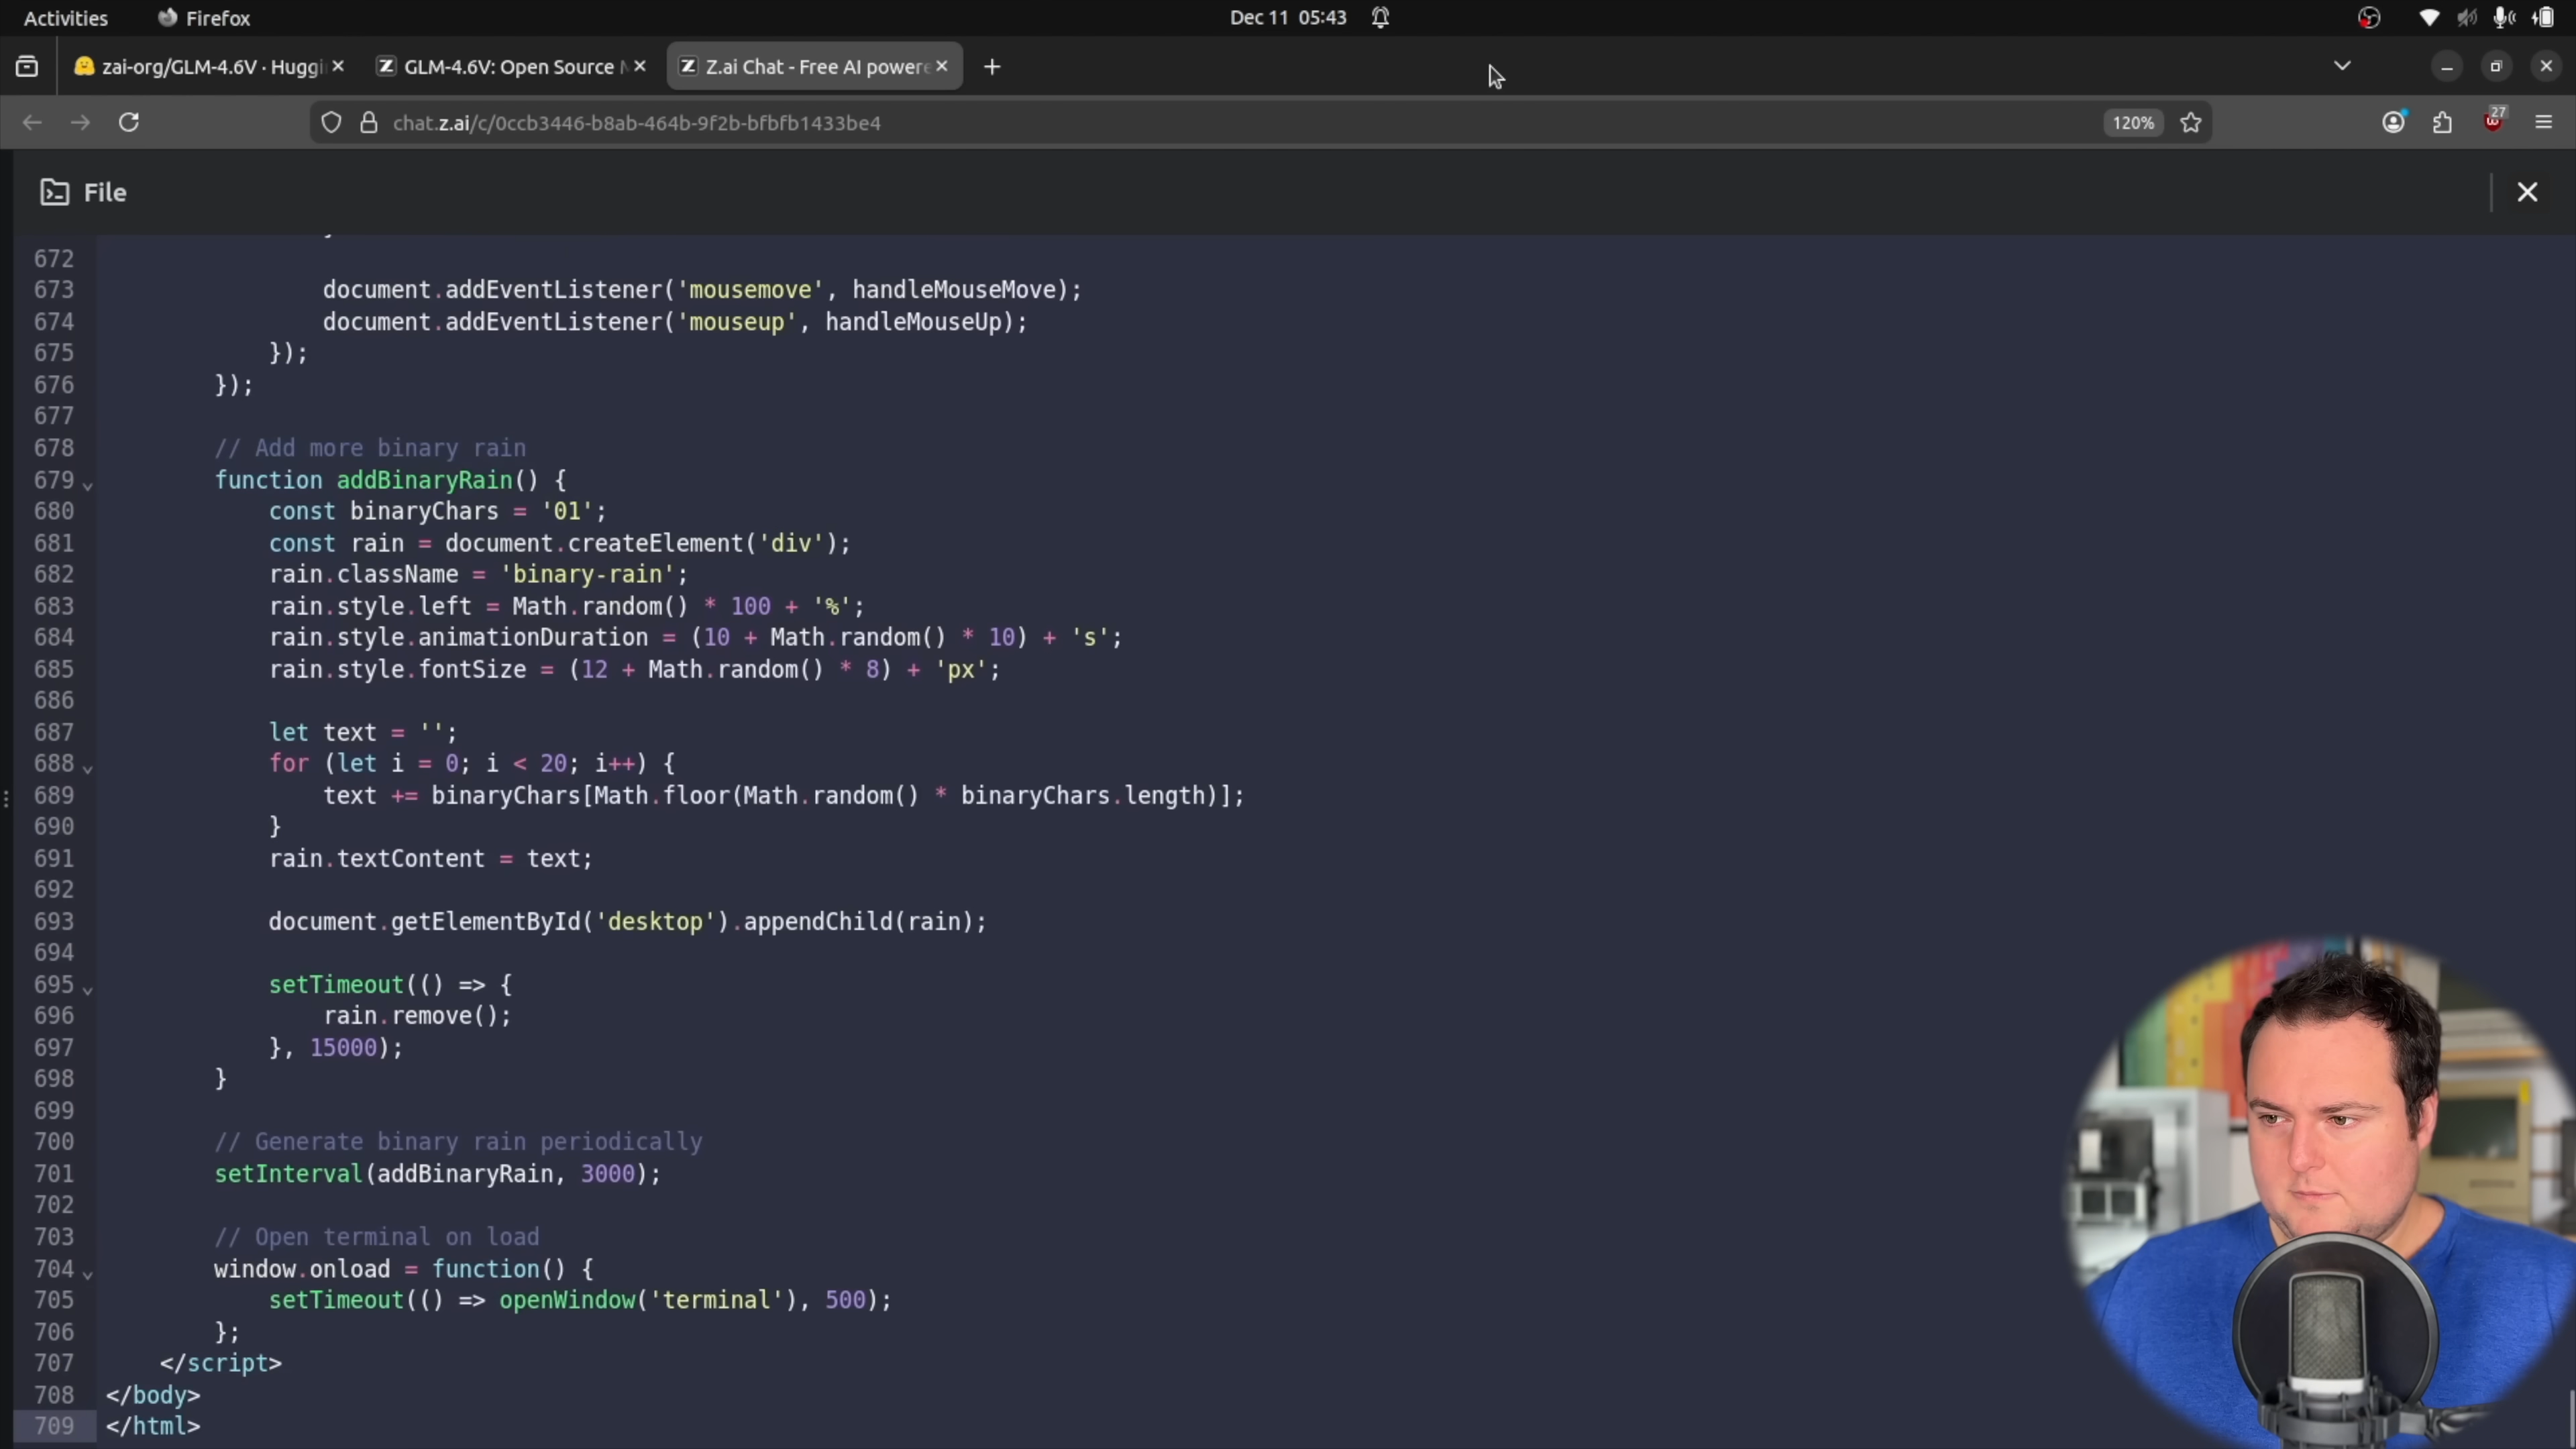 Activities Firefox Dec 11 05:43
zai-org/GLM-4.6V · Huggi GLM-4.6V: Open Source M Z.ai Chat - Free AI powere
chat.z.ai/c/0ccb3446-b8ab-464b-9f2b-bfbfb1433be4 120% 27
File
672
673 document.addEventListener('mousemove', handleMouseMove);
674 document.addEventListener('mouseup', handleMouseUp);
675 });
676 });
677
678 // Add more binary rain
679 function addBinaryRain() {
680 const binaryChars = '01';
681 const rain = document.createElement('div');
682 rain.className = 'binary-rain';
683 rain.style.left = Math.random() * 100 + '%';
684 rain.style.animationDuration = (10 + Math.random() * 10) + 's';
685 rain.style.fontSize = (12 + Math.random() * 8) + 'px';
686
687 let text = '';
688 for (let i = 0; i < 20; i++) {
689 text += binaryChars[Math.floor(Math.random() * binaryChars.length)];
690 }
691 rain.textContent = text;
692
693 document.getElementById('desktop').appendChild(rain);
694
695 setTimeout(() => {
696 rain.remove();
697 }, 15000);
698 }
699
700 // Generate binary rain periodically
701 setInterval(addBinaryRain, 3000);
702
703 // Open terminal on load
704 window.onload = function() {
705 setTimeout(() => openWindow('terminal'), 500);
706 };
707 </script>
708 </body>
709 </html>